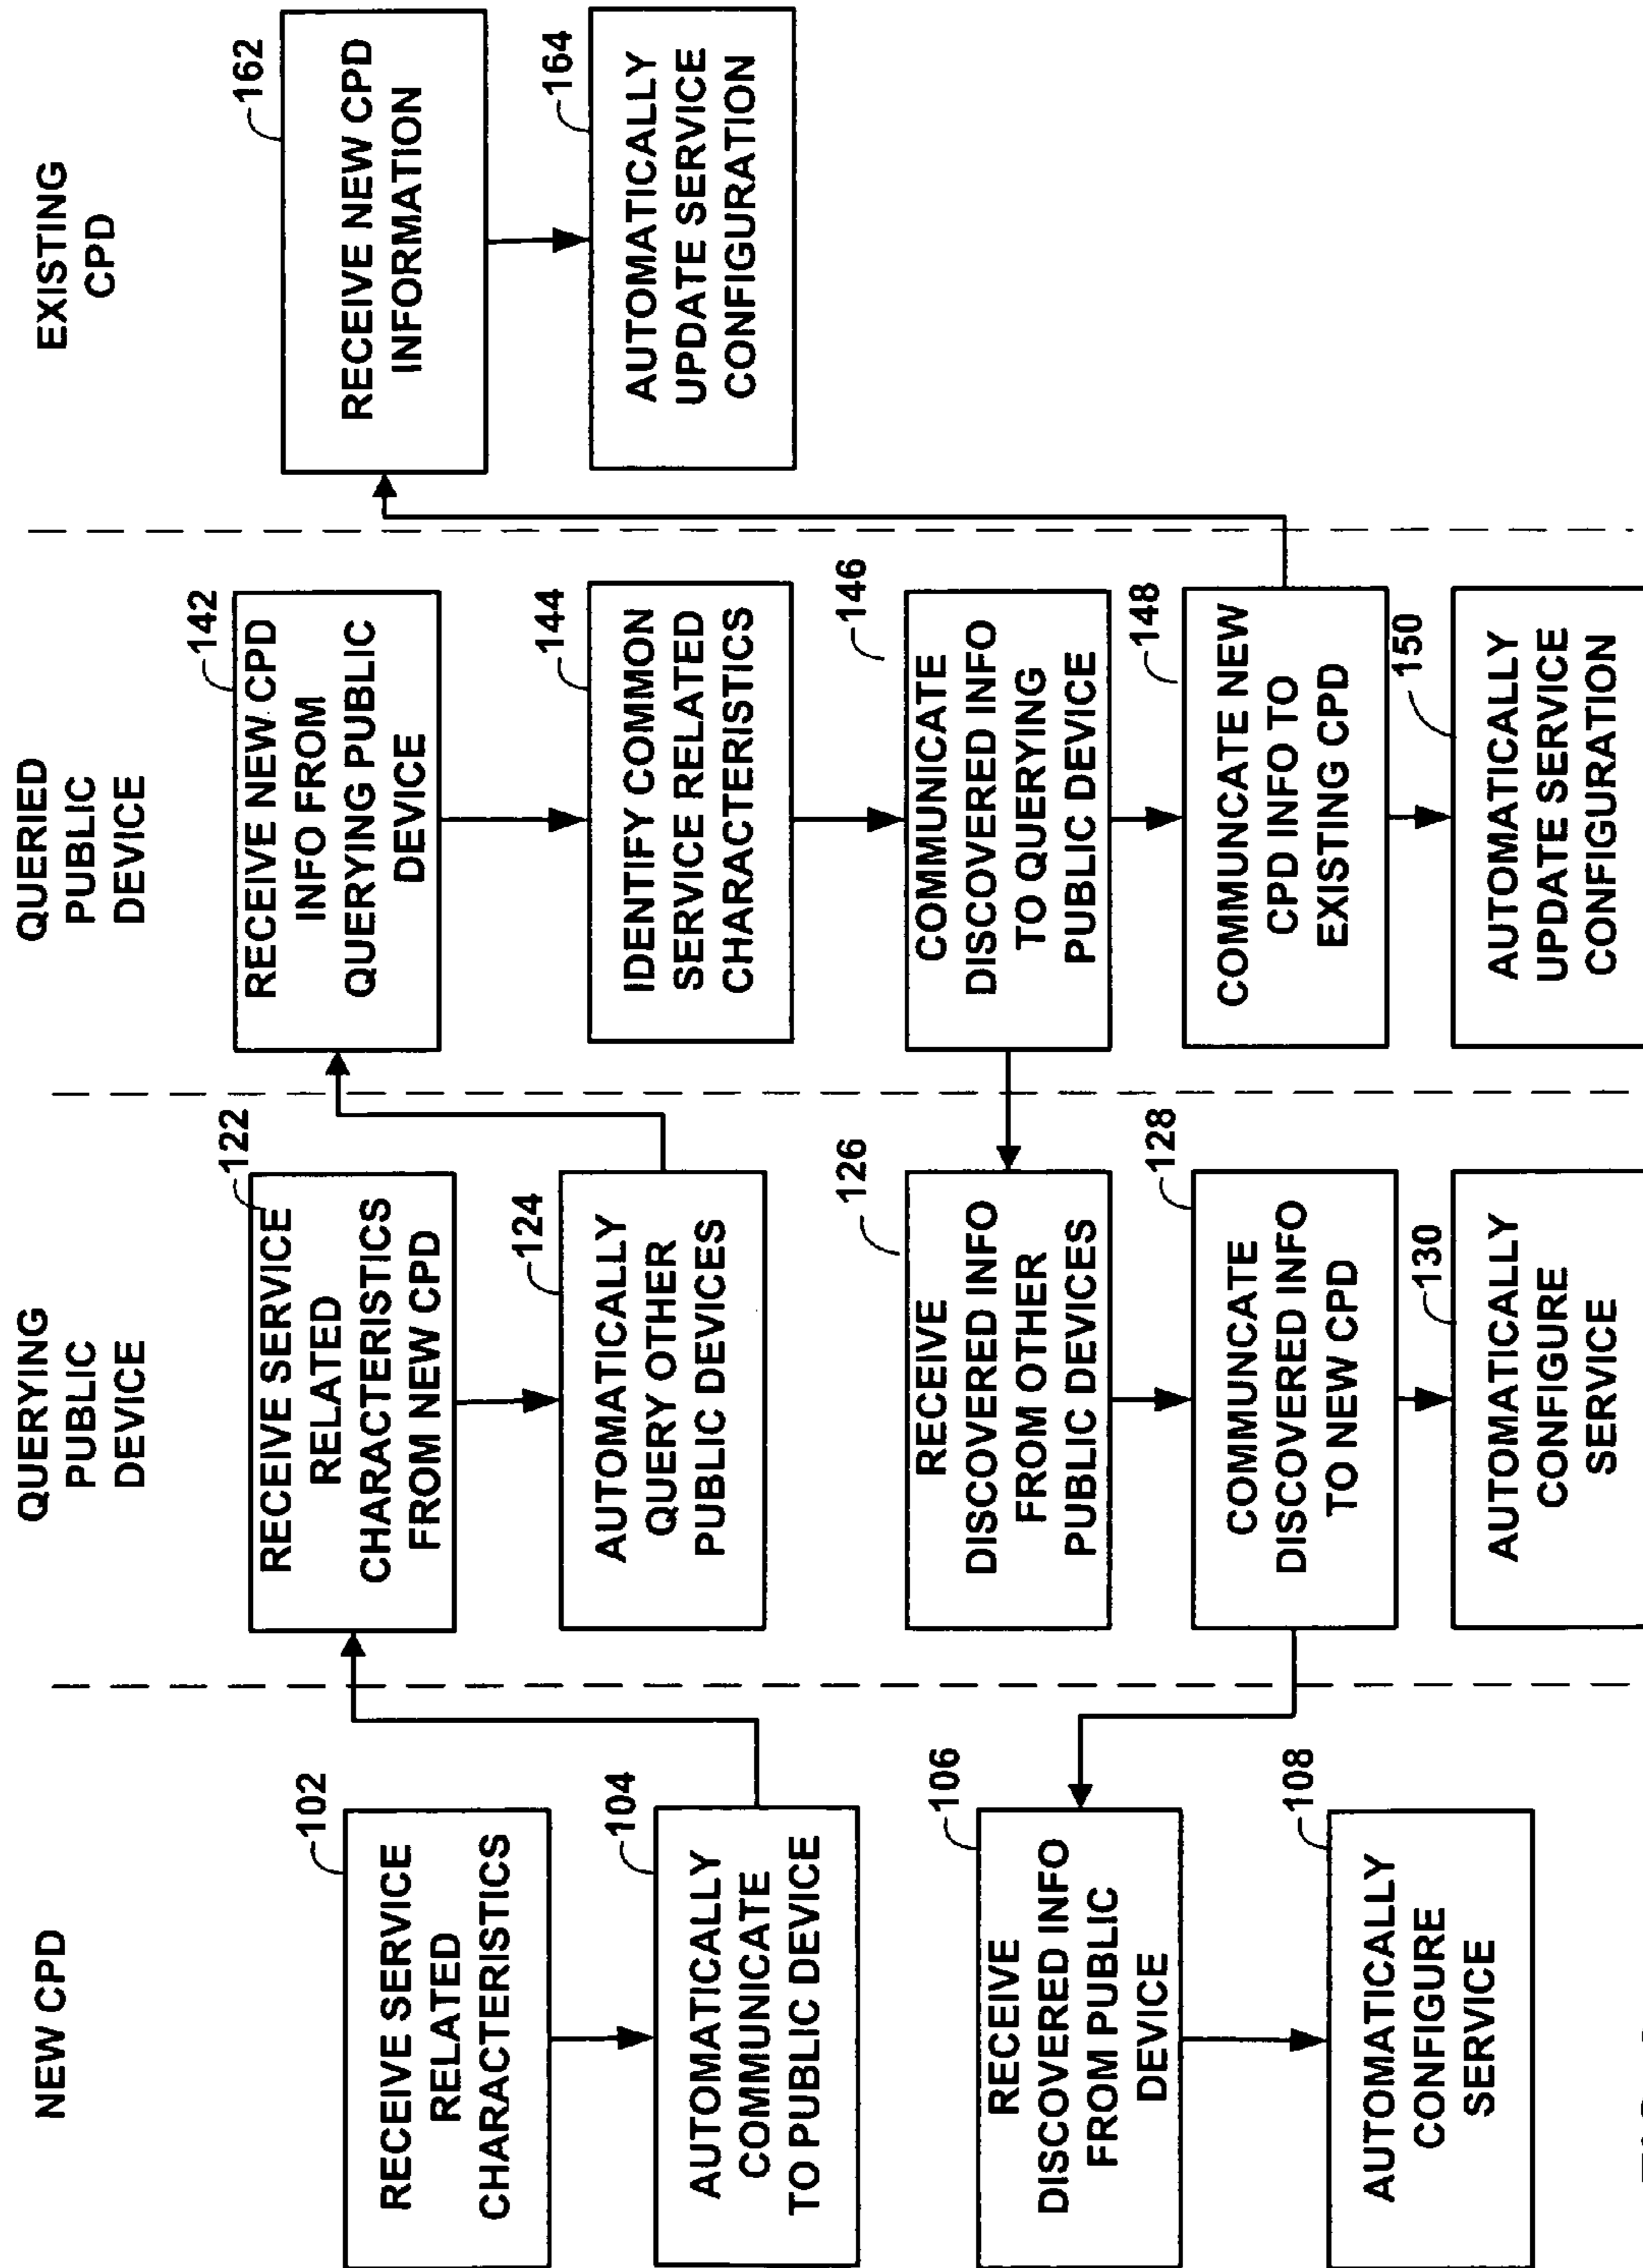 NEW CPD
102
RECEIVE SERVICE
RELATED
CHARACTERISTICS
104
AUTOMATICALLY
COMMUNICATE
TO PUBLIC DEVICE
106
RECEIVE
DISCOVERED INFO
FROM PUBLIC
DEVICE
108
AUTOMATICALLY
CONFIGURE
SERVICE
QUERYING
PUBLIC
DEVICE
122
RECEIVE SERVICE
RELATED
CHARACTERISTICS
FROM NEW CPD
124
AUTOMATICALLY
QUERY OTHER
PUBLIC DEVICES
126
RECEIVE
DISCOVERED INFO
FROM OTHER
PUBLIC DEVICES
128
COMMUNCATE
DISCOVERED INFO
TO NEW CPD
130
AUTOMATICALLY
CONFIGURE
SERVICE
QUERIED
PUBLIC
DEVICE
142
RECEIVE NEW CPD
INFO FROM
QUERYING PUBLIC
DEVICE
144
IDENTIFY COMMON
SERVICE RELATED
CHARACTERISTICS
146
COMMUNICATE
DISCOVERED INFO
TO QUERYING
PUBLIC DEVICE
148
COMMUNCATE NEW
CPD INFO TO
EXISTING CPD
150
AUTOMATICALLY
UPDATE SERVICE
CONFIGURATION
EXISTING
CPD
162
RECEIVE NEW CPD
INFORMATION
164
AUTOMATICALLY
UPDATE SERVICE
CONFIGURATION